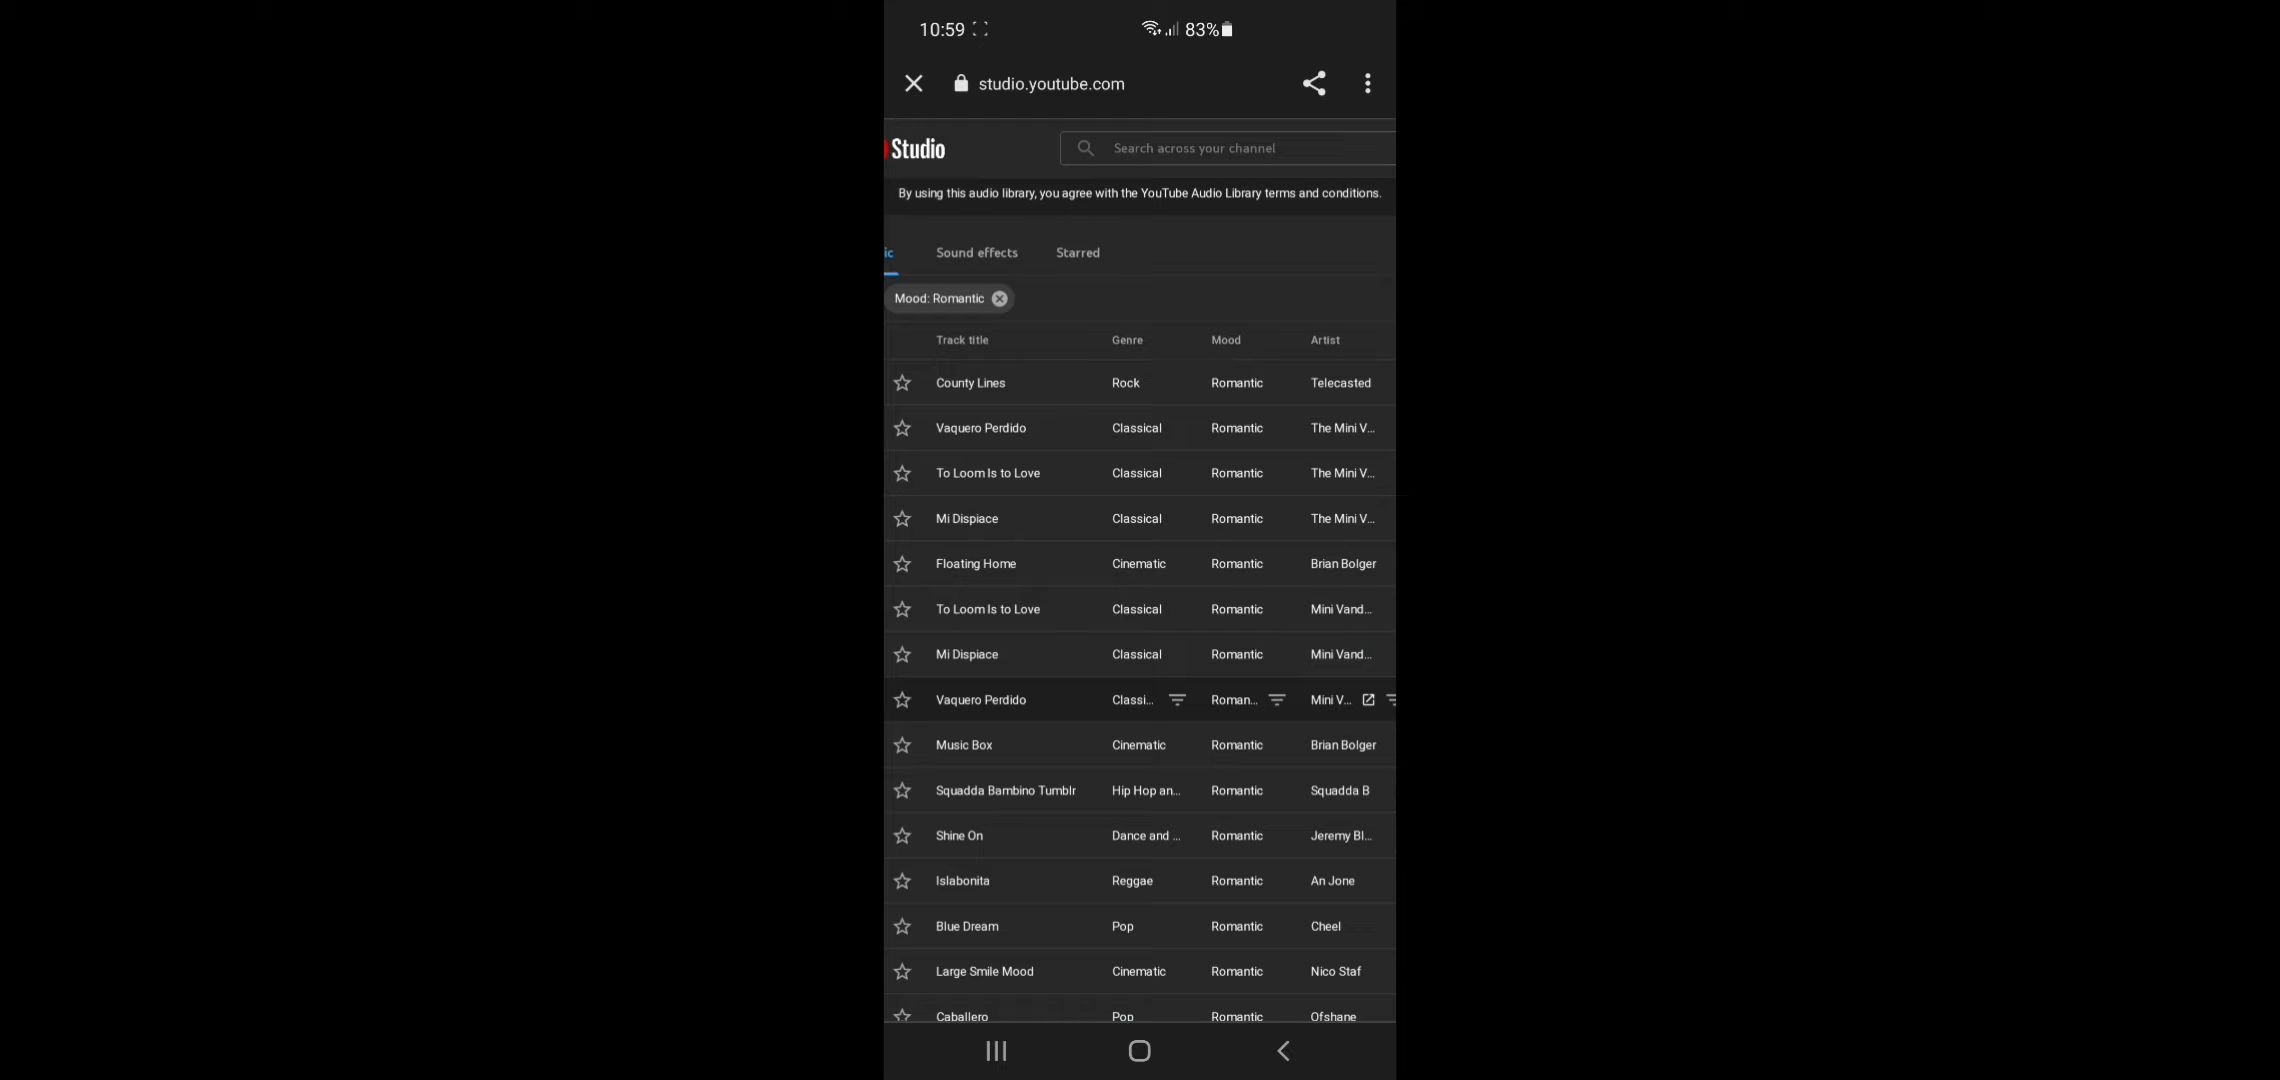 10:59 83%
studio.youtube.com
Studio Search across your channel
By using this audio library, you agree with the YouTube Audio Library terms and conditions.
ic Sound effects Starred
Mood: Romantic
Track title Genre Mood Artist
County Lines Rock Romantic Telecasted
Vaquero Perdido Classical Romantic The Mini V...
To Loom Is to Love Classical Romantic The Mini V...
Mi Dispiace Classical Romantic The Mini V...
Floating Home Cinematic Romantic Brian Bolger
To Loom Is to Love Classical Romantic Mini Vand...
Mi Dispiace Classical Romantic Mini Vand...
Vaquero Perdido Classi... Roman... Mini V...
Music Box Cinematic Romantic Brian Bolger
Squadda Bambino Tumblr Hip Hop an... Romantic Squadda B
Shine On Dance and ... Romantic Jeremy Bl...
Islabonita Reggae Romantic An Jone
Blue Dream Pop Romantic Cheel
Large Smile Mood Cinematic Romantic Nico Staf
Caballero Pop Romantic Ofshane